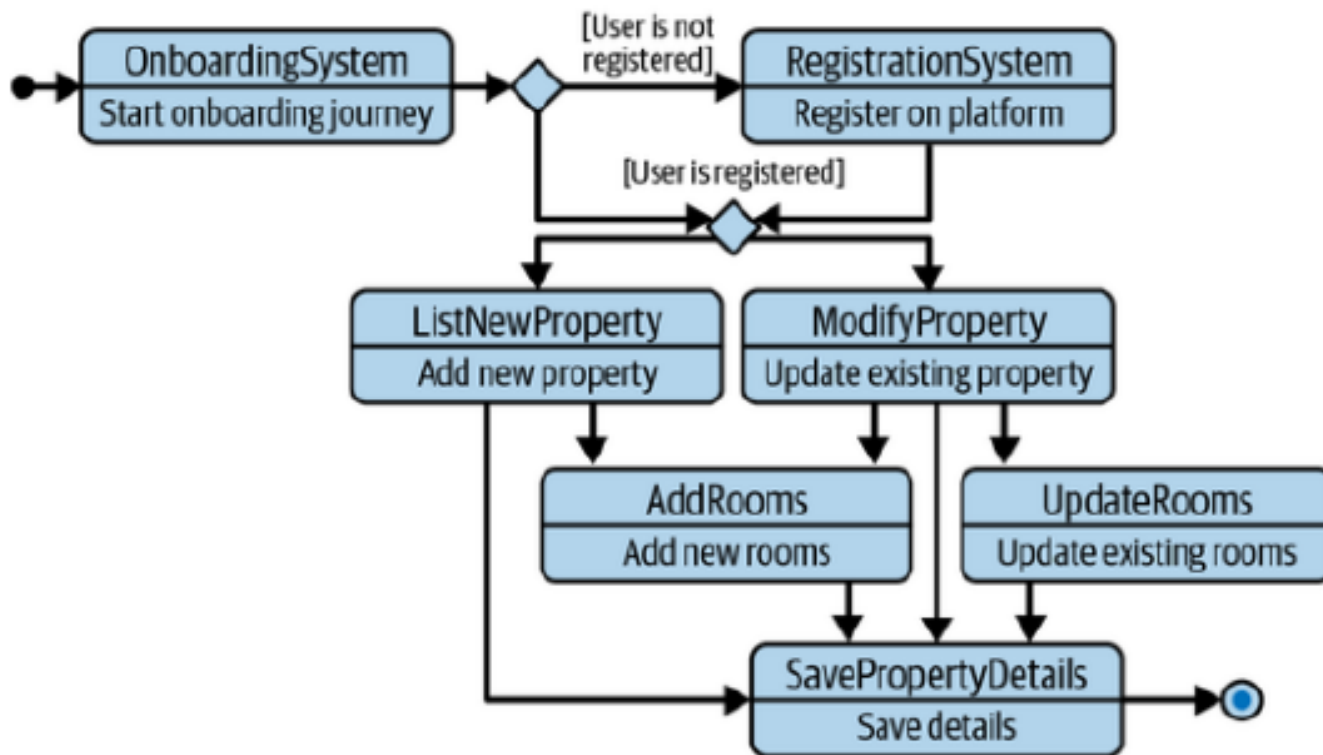 OnboardingSystem
Start onboarding journey
[User is not
registered]
RegistrationSystem
Register on platform
[User is registered]
ListNewProperty
Add new property
ModifyProperty
Update existing property
AddRooms
Add new rooms
UpdateRooms
Update existing rooms
SavePropertyDetails
Save details